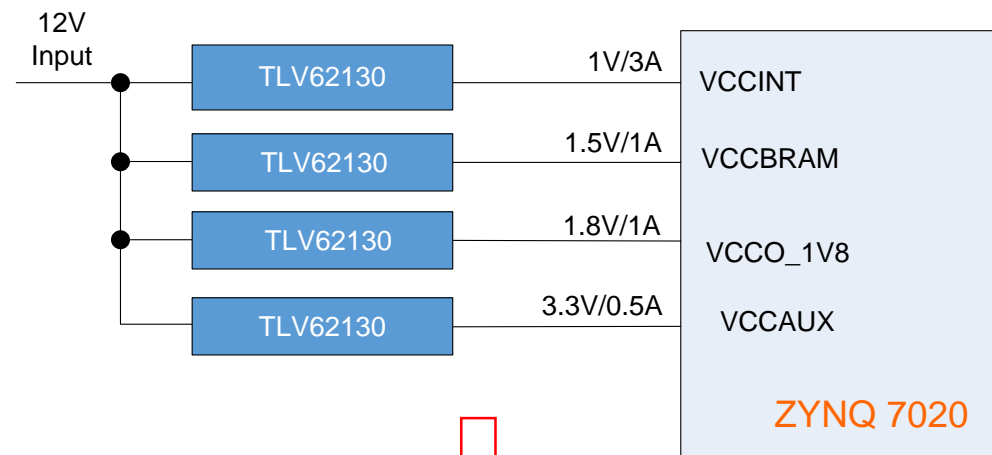 12V
Input
TLV62130
1V/3A
VCCINT
TLV62130
1.5V/1A
VCCBRAM
TLV62130
1.8V/1A
VCCO_1V8
TLV62130
3.3V/0.5A
VCCAUX
ZYNQ 7020